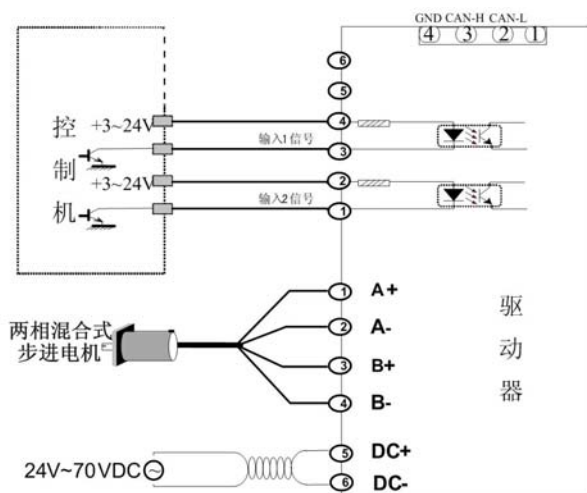 GND CAN-H CAN-L
4 3 2 1
6
5
控制机
+3~24V
4
输入1信号
3
+3~24V
2
输入2信号
1
两相混合式
步进电机
1 A+
2 A-
3 B+
4 B-
驱动器
24V~70VDC
5 DC+
6 DC-